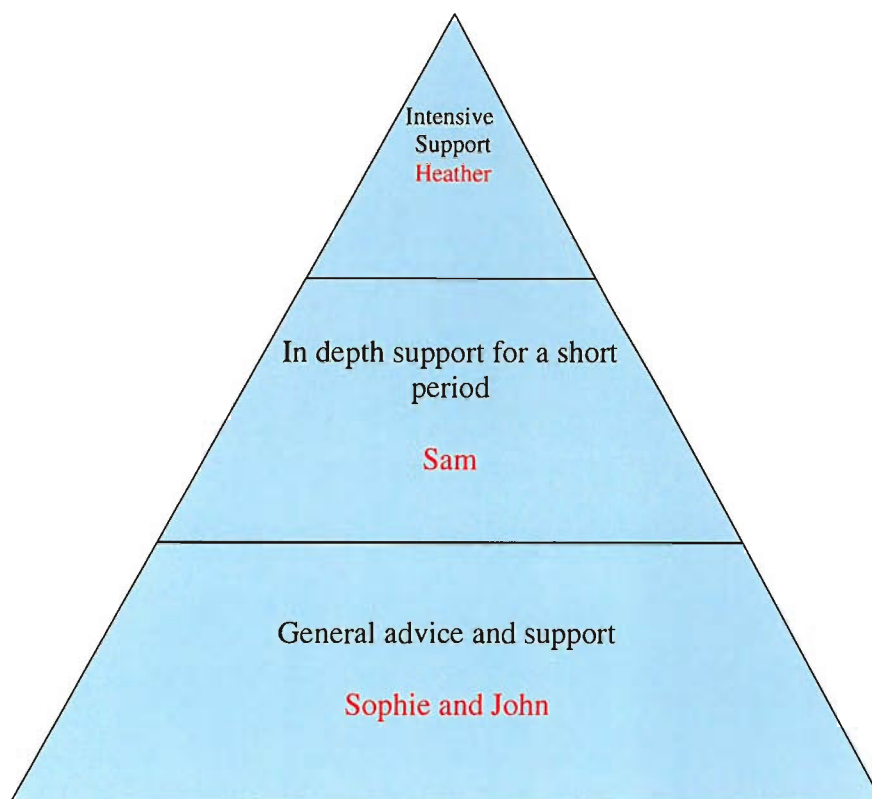 Intensive
Support
Heather
In depth support for a short
period
Sam
General advice and support
Sophie and John